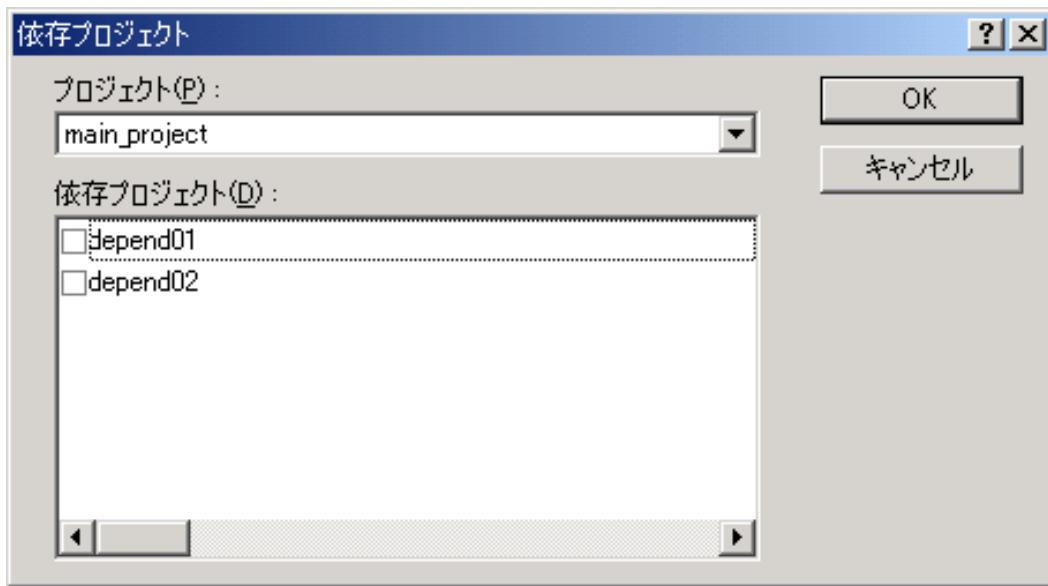 依存プロジェクト
プロジェクト(P) :
main_project
依存プロジェクト(D) :
depend01
depend02
OK
キャンセル